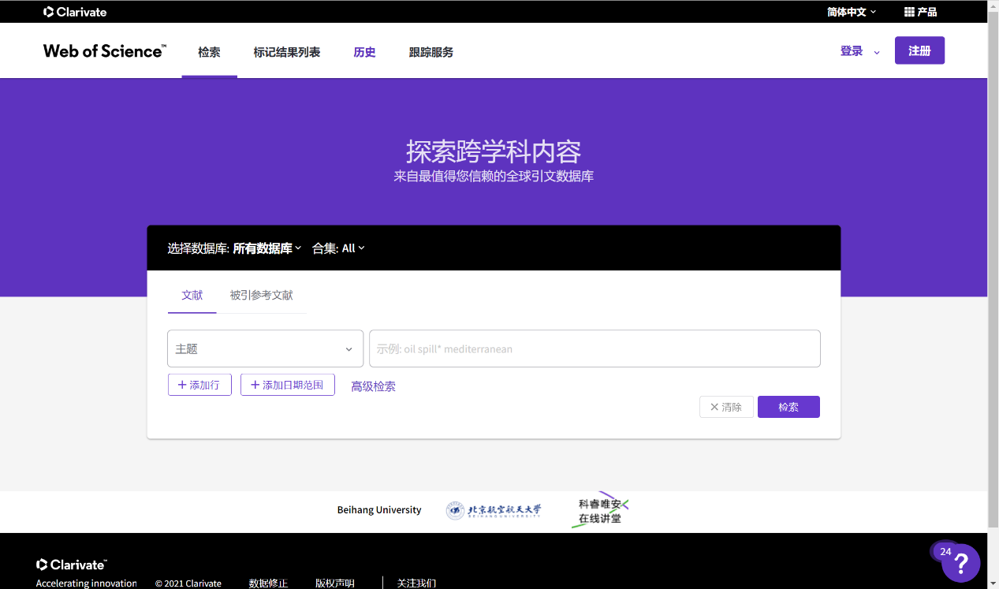 Clarivate 简体中文 产品
Web of Science™ 检索 标记结果列表 历史 跟踪服务 登录 注册
探索跨学科内容
来自最值得您信赖的全球引文数据库
选择数据库: 所有数据库 合集: All
文献 被引参考文献
主题 示例: oil spill* mediterranean
+ 添加行 + 添加日期范围 高级检索
× 清除 检索
Beihang University 北京航空航天大学 科睿唯安
BEIHANG UNIVERSITY 在线讲堂
24
?
Clarivate™
Accelerating innovation © 2021 Clarivate 数据修正 版权声明 关注我们